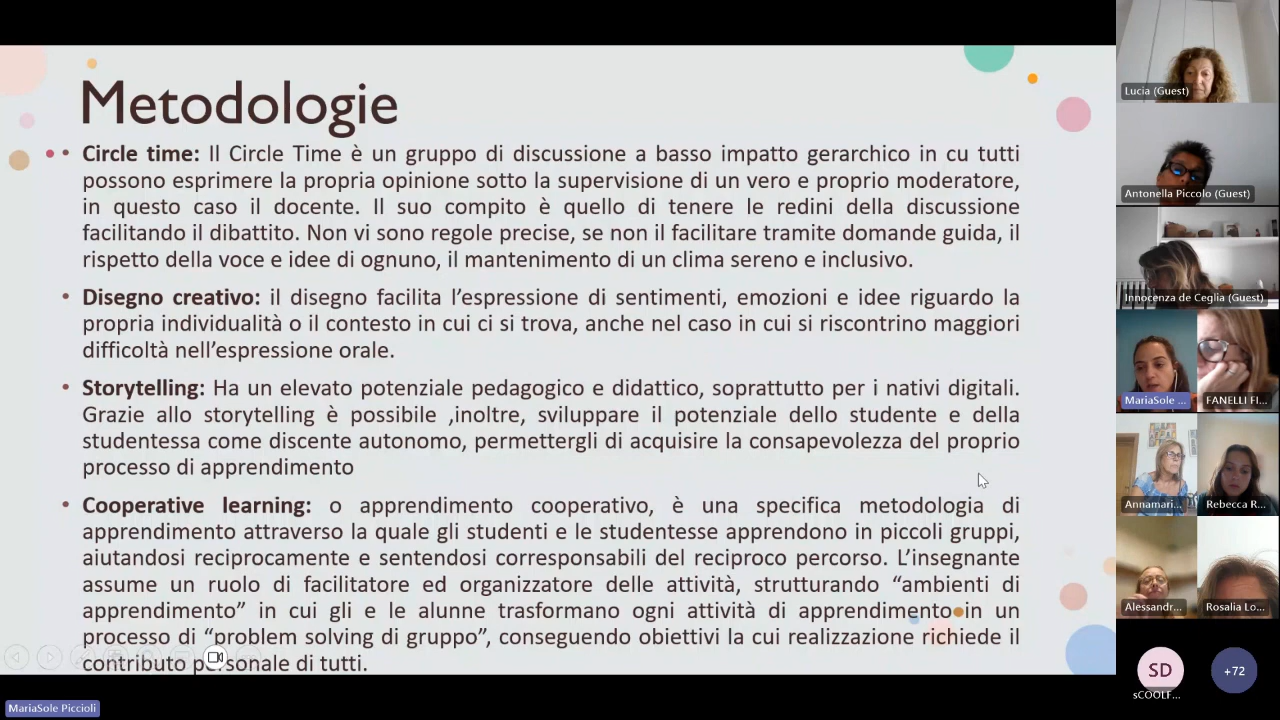 Metodologie
• Circle time: Il Circle Time è un gruppo di discussione a basso impatto gerarchico in cu tutti
possono esprimere la propria opinione sotto la supervisione di un vero e proprio moderatore,
in questo caso il docente. Il suo compito è quello di tenere le redini della discussione
facilitando il dibattito. Non vi sono regole precise, se non il facilitare tramite domande guida, il
rispetto della voce e idee di ognuno, il mantenimento di un clima sereno e inclusivo.
• Disegno creativo: il disegno facilita l’espressione di sentimenti, emozioni e idee riguardo la
propria individualità o il contesto in cui ci si trova, anche nel caso in cui si riscontrino maggiori
difficoltà nell’espressione orale.
• Storytelling: Ha un elevato potenziale pedagogico e didattico, soprattutto per i nativi digitali.
Grazie allo storytelling è possibile ,inoltre, sviluppare il potenziale dello studente e della
studentessa come discente autonomo, permettergli di acquisire la consapevolezza del proprio
processo di apprendimento
• Cooperative learning: o apprendimento cooperativo, è una specifica metodologia di
apprendimento attraverso la quale gli studenti e le studentesse apprendono in piccoli gruppi,
aiutandosi reciprocamente e sentendosi corresponsabili del reciproco percorso. L’insegnante
assume un ruolo di facilitatore ed organizzatore delle attività, strutturando “ambienti di
apprendimento” in cui gli e le alunne trasformano ogni attività di apprendimento in un
processo di “problem solving di gruppo”, conseguendo obiettivi la cui realizzazione richiede il
contributo personale di tutti.
MariaSole Piccioli
Lucia (Guest)
Antonella Piccolo (Guest)
Innocenza de Ceglia (Guest)
MariaSole ...
FANELLI FI...
Annamari...
Rebecca R...
Alessandr...
Rosalia Lo...
SD
sCOOLF...
+72